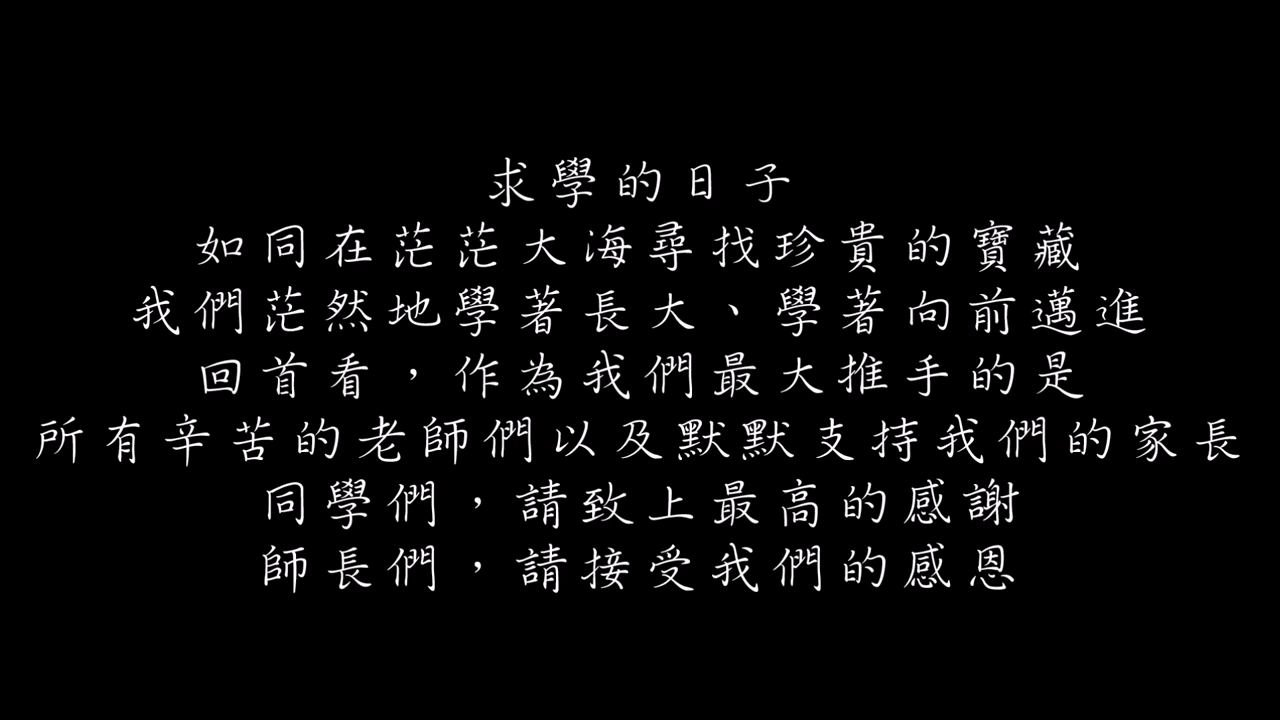 求學的日子
如同在茫茫大海尋找珍貴的寶藏
我們茫然地學著長大、學著向前邁進
回首看，作為我們最大推手的是
所有辛苦的老師們以及默默支持我們的家長
同學們，請致上最高的感謝
師長們，請接受我們的感恩